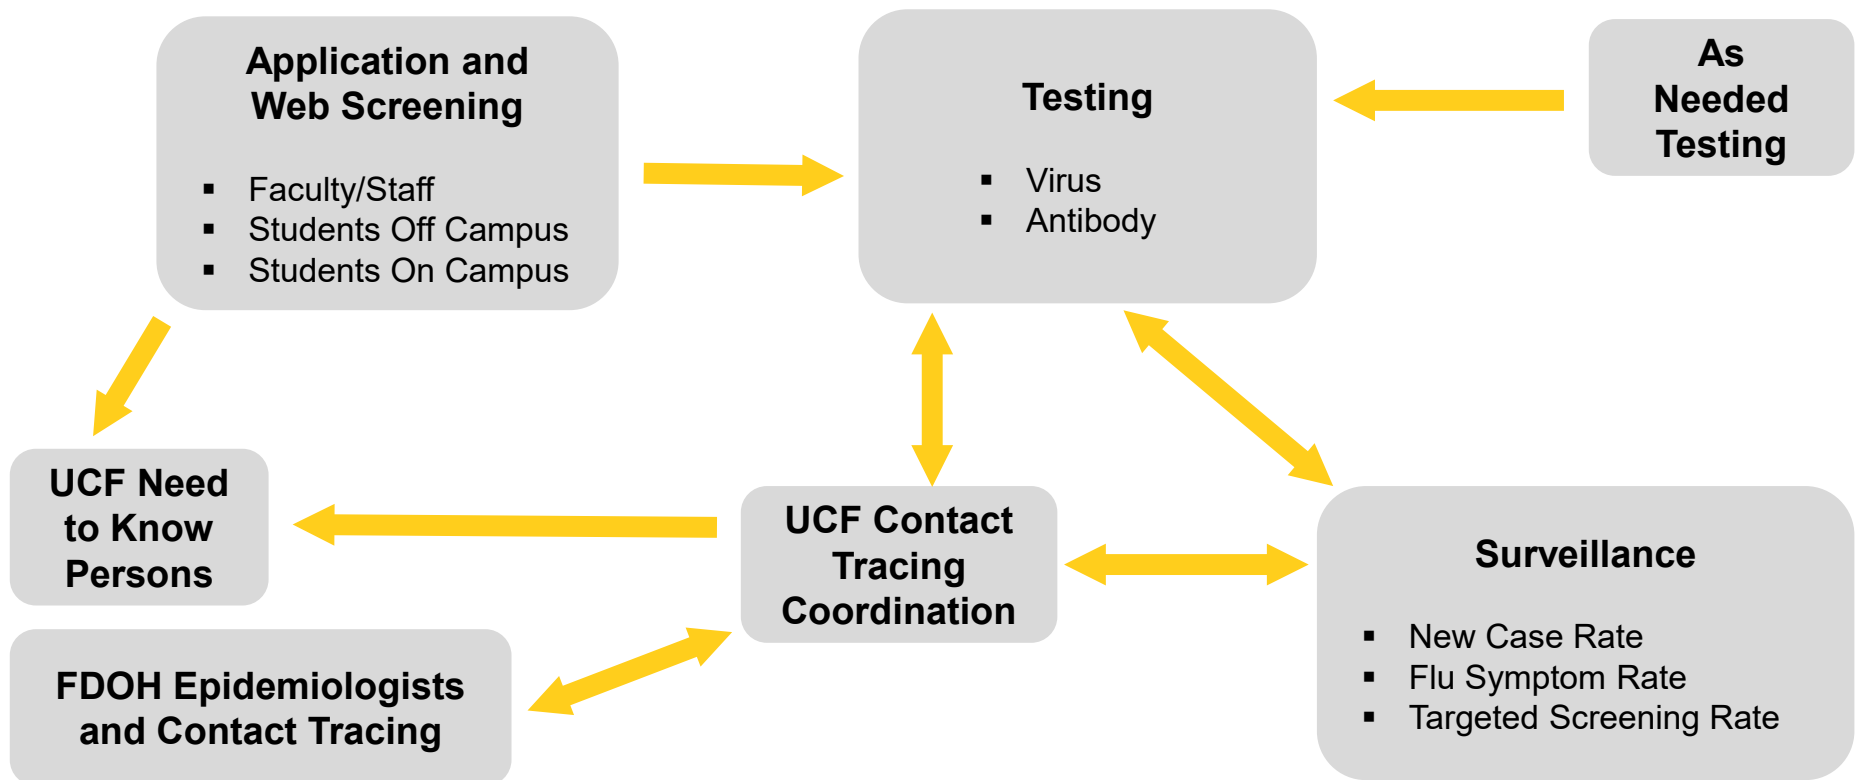 Application and
Web Screening
▪ Faculty/Staff
▪ Students Off Campus
▪ Students On Campus
Testing
▪ Virus
▪ Antibody
As
Needed
Testing
UCF Need
to Know
Persons
UCF Contact
Tracing
Coordination
Surveillance
▪ New Case Rate
▪ Flu Symptom Rate
▪ Targeted Screening Rate
FDOH Epidemiologists
and Contact Tracing